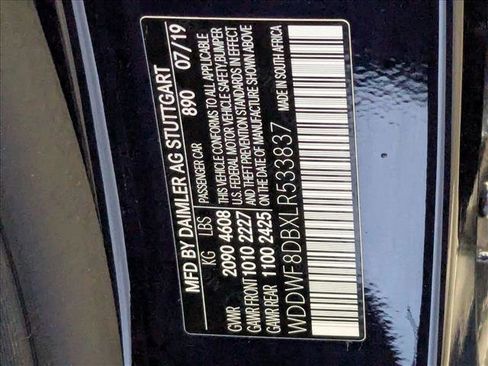 MFD BY DAIMLER AG STUTTGART
890 07/19
KG LBS PASSENGER CAR
GVWR 2090 4608 THIS VEHICLE CONFORMS TO ALL APPLICABLE
GAWR FRONT 1010 2227 U.S. FEDERAL MOTOR VEHICLE SAFETY, BUMPER
GAWR REAR 1100 2425 AND THEFT PREVENTION STANDARDS IN EFFECT
ON THE DATE OF MANUFACTURE SHOWN ABOVE
WDDWF8DBXLR533837 MADE IN SOUTH AFRICA